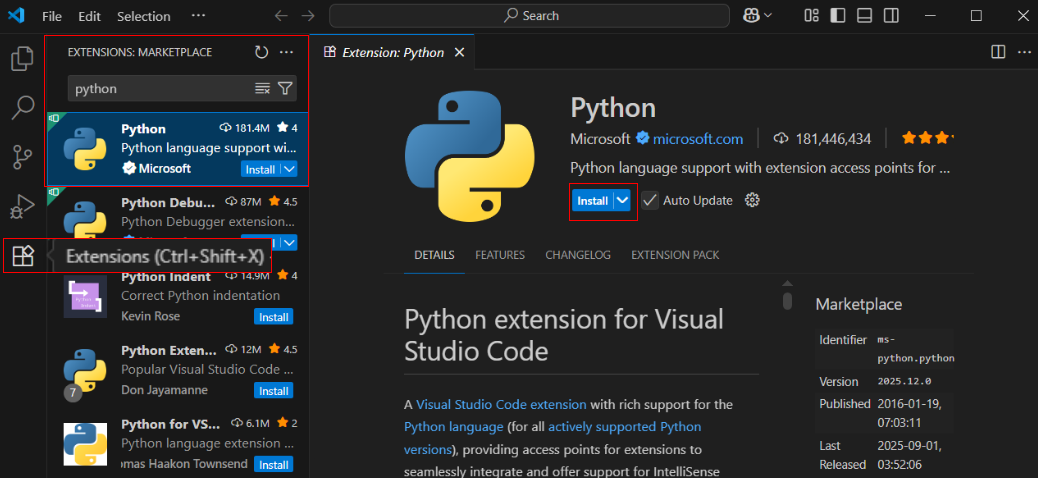 File Edit Selection ···
Search
EXTENSIONS: MARKETPLACE
python
Python 181.4M 4
Python language support wi...
Microsoft Install
Python Debu... 87M 4.5
Python Debugger extension...
Extensions (Ctrl+Shift+X)
Python Indent 14.9M 4
Correct Python indentation
Kevin Rose Install
Python Exten... 12M 4.5
Popular Visual Studio Code ...
7
Don Jayamanne Install
Python for VS... 6.1M 2
Python language extension ...
omas Haakon Townsend Install
Extension: Python
Python
Microsoft microsoft.com 181,446,434
Python language support with extension access points for ...
Install Auto Update
DETAILS FEATURES CHANGELOG EXTENSION PACK
Python extension for Visual
Studio Code
A Visual Studio Code extension with rich support for the
Python language (for all actively supported Python
versions), providing access points for extensions to
seamlessly integrate and offer support for IntelliSense
Marketplace
Identifier ms-
python.python
Version 2025.12.0
Published 2016-01-19,
07:03:11
Last 2025-09-01,
Released 03:52:06